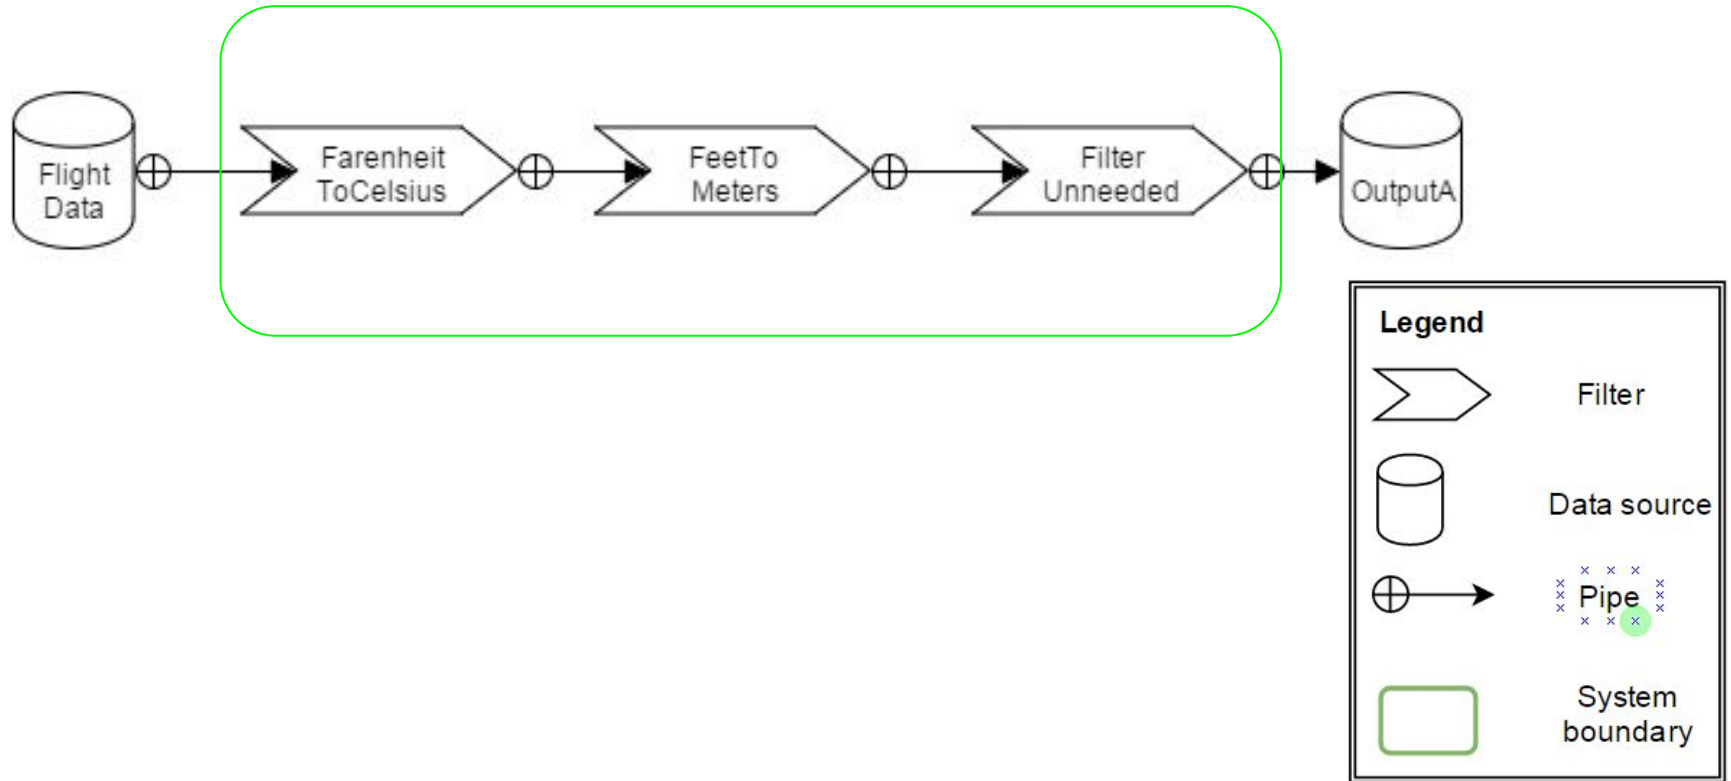 Flight
Data
Farenheit
ToCelsius
FeetTo
Meters
Filter
Unneeded
OutputA
Legend
Filter
Data source
Pipe
System
boundary